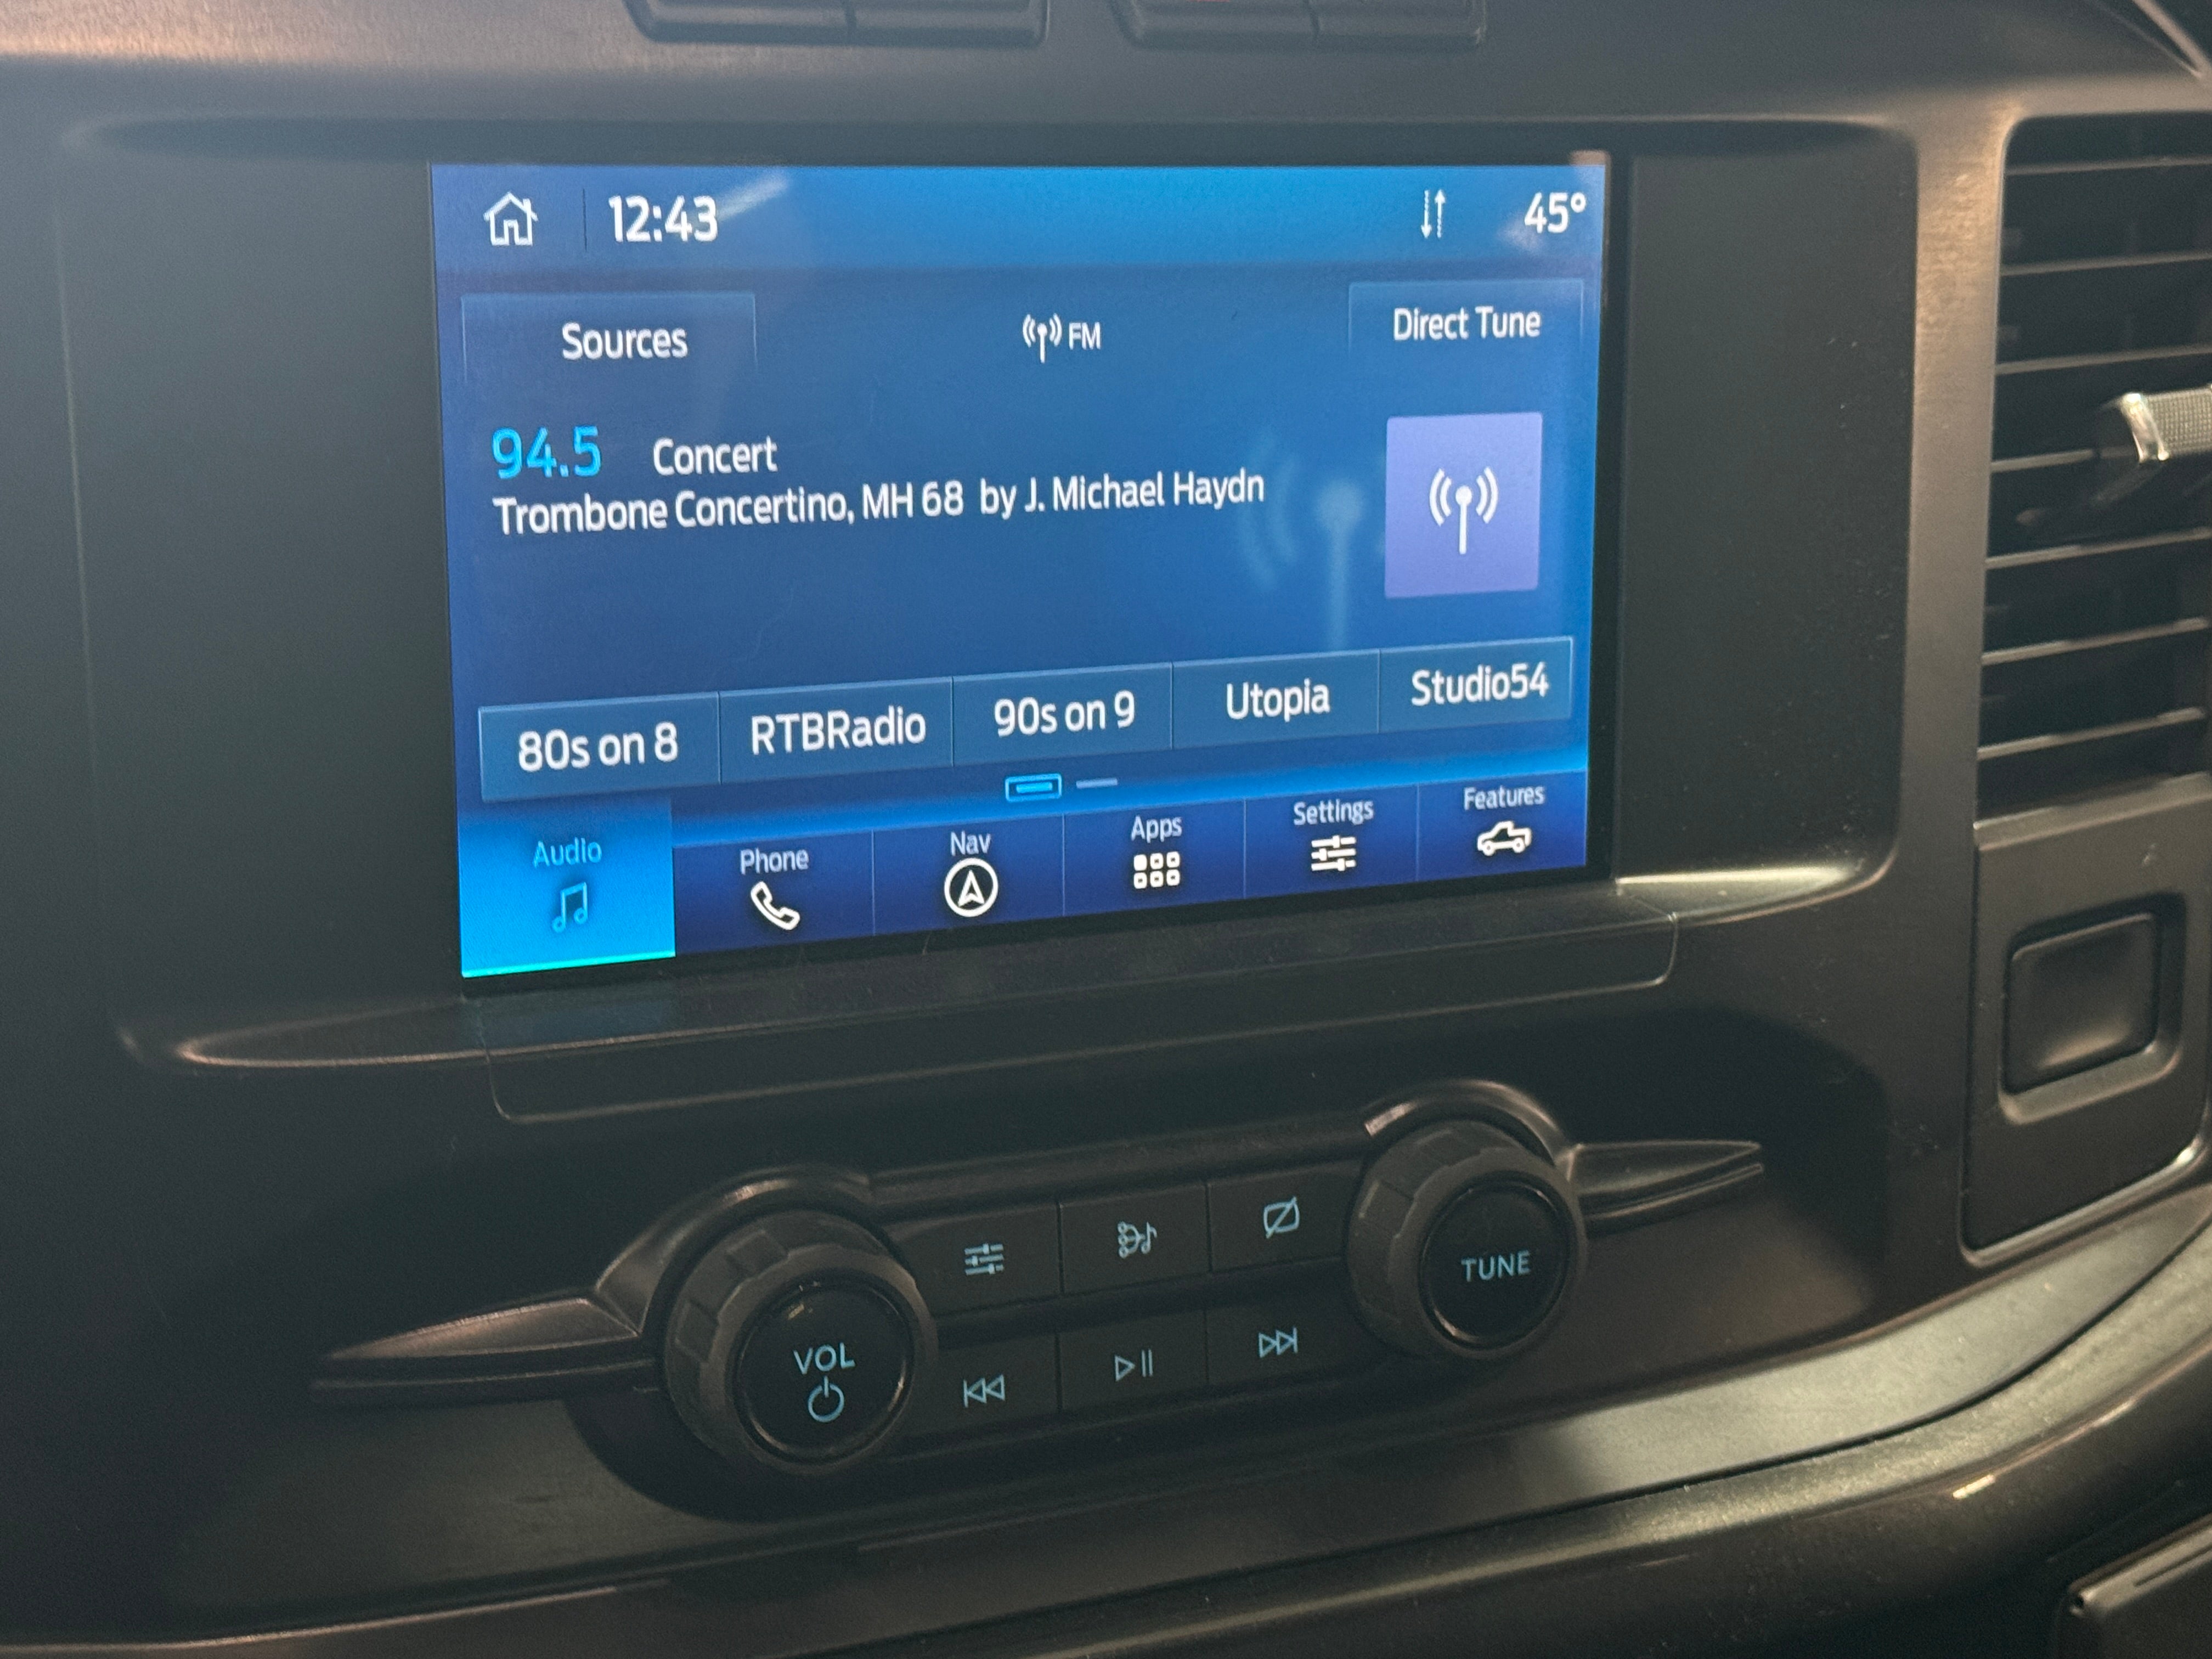 12:43 45°
Sources FM Direct Tune
94.5 Concert
Trombone Concertino, MH 68 by J. Michael Haydn
80s on 8 RTBRadio 90s on 9 Utopia Studio54
Audio Phone Nav Apps Settings Features
VOL TUNE